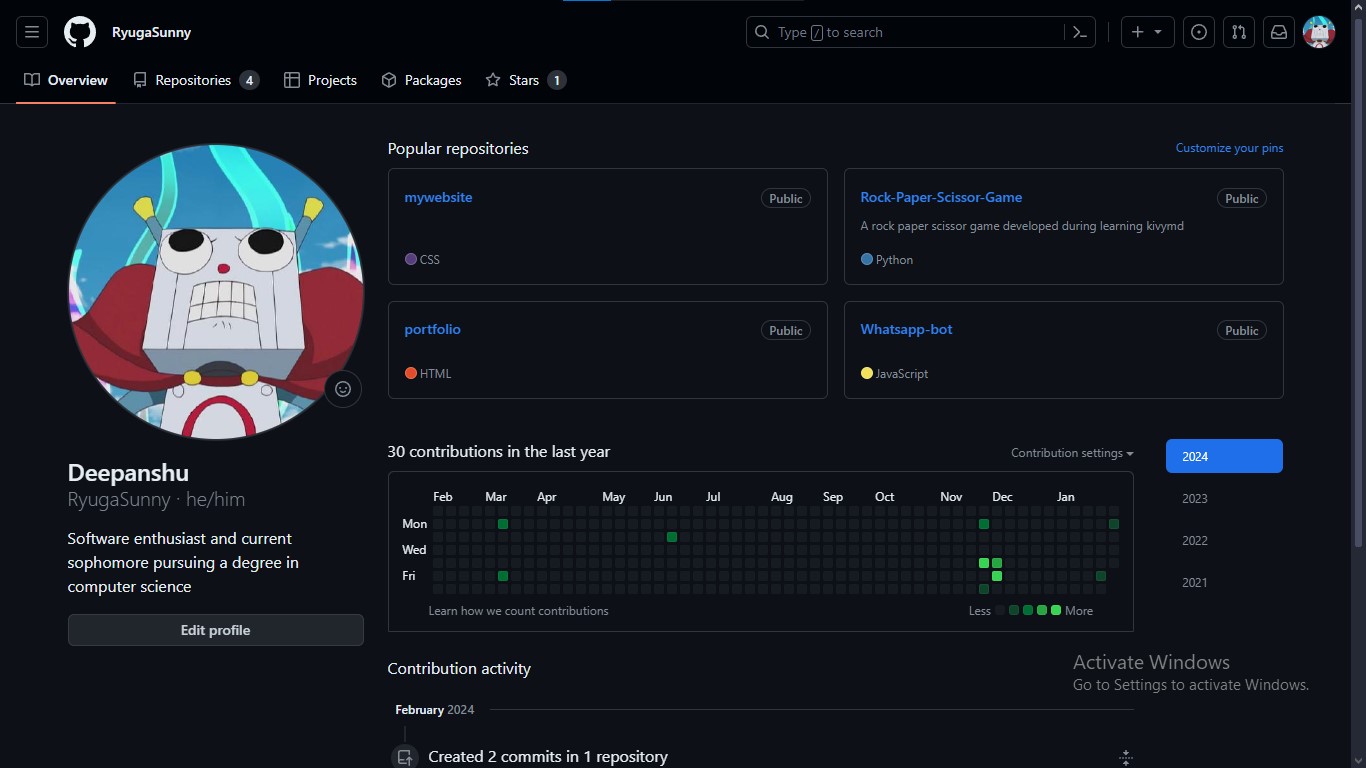 RyugaSunny
Type / to search
Overview
Repositories 4
Projects
Packages
Stars 1
Popular repositories
Customize your pins
mywebsite
Public
CSS
Rock-Paper-Scissor-Game
Public
A rock paper scissor game developed during learning kivymd
Python
portfolio
Public
HTML
Whatsapp-bot
Public
JavaScript
Deepanshu
RyugaSunny · he/him
Software enthusiast and current
sophomore pursuing a degree in
computer science
Edit profile
30 contributions in the last year
Contribution settings
2024
2023
2022
2021
Feb Mar Apr May Jun Jul Aug Sep Oct Nov Dec Jan
Mon
Wed
Fri
Learn how we count contributions
Less More
Contribution activity
February 2024
Created 2 commits in 1 repository
Activate Windows
Go to Settings to activate Windows.